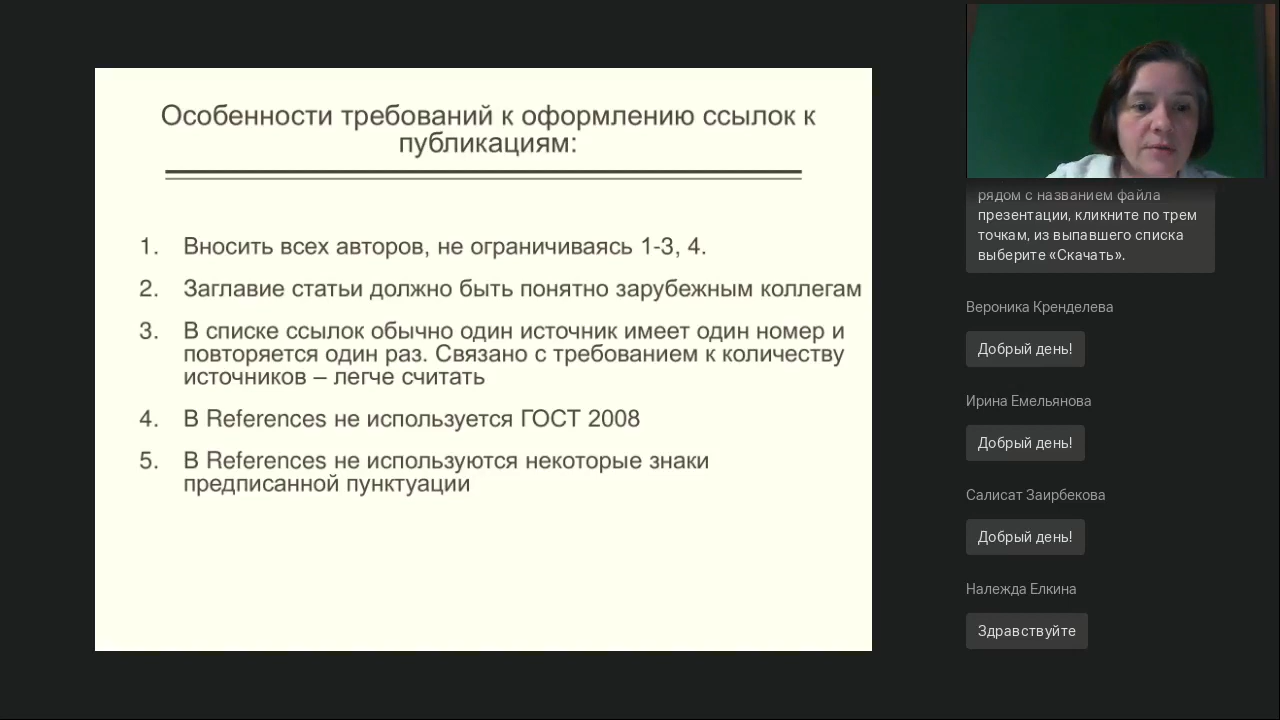 Особенности требований к оформлению ссылок к
публикациям:
1. Вносить всех авторов, не ограничиваясь 1-3, 4.
2. Заглавие статьи должно быть понятно зарубежным коллегам
3. В списке ссылок обычно один источник имеет один номер и
повторяется один раз. Связано с требованием к количеству
источников – легче считать
4. В References не используется ГОСТ 2008
5. В References не используются некоторые знаки
предписанной пунктуации
рядом с названием файла
презентации, кликните по трем
точкам, из выпавшего списка
выберите «Скачать».
Вероника Кренделева
Добрый день!
Ирина Емельянова
Добрый день!
Салисат Заирбекова
Добрый день!
Належда Елкина
Здравствуйте